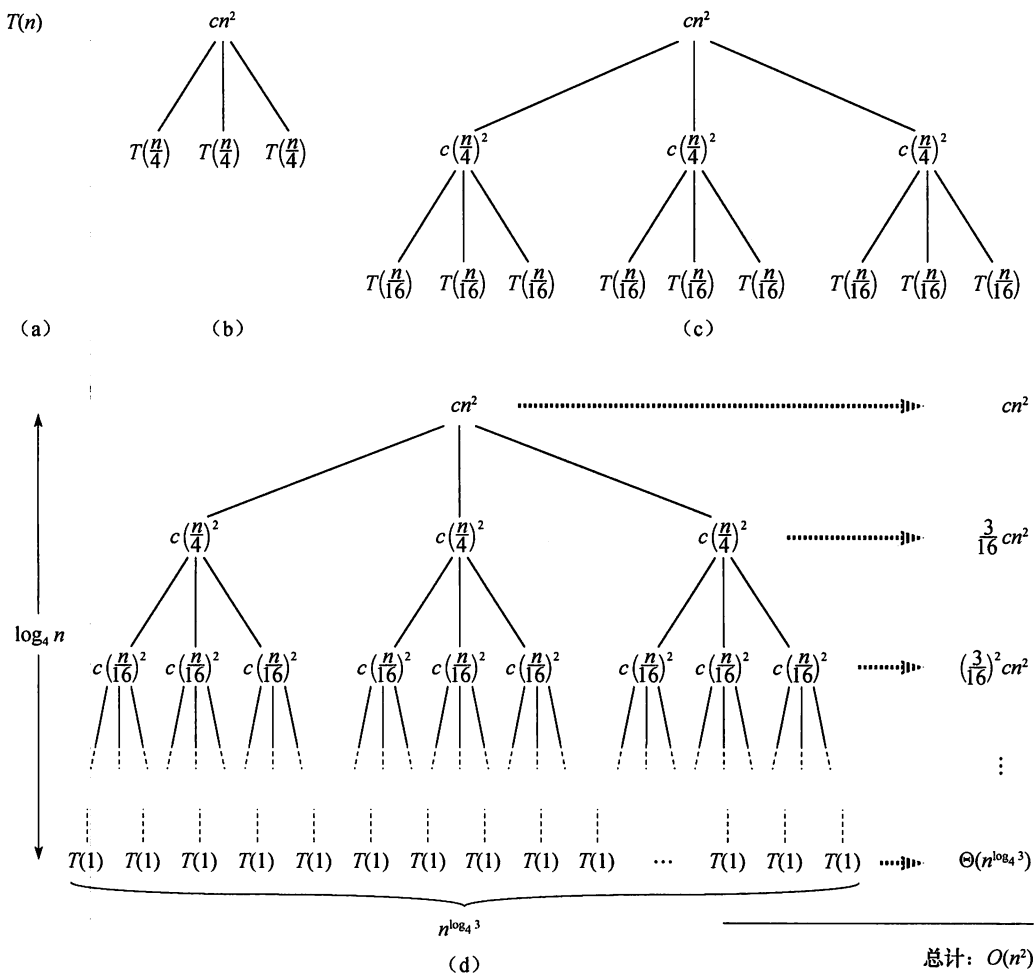 T(n) cn² cn²
T(n/4) T(n/4) T(n/4) c(n/4)² c(n/4)² c(n/4)²
T(n/16) T(n/16) T(n/16) T(n/16) T(n/16) T(n/16) T(n/16) T(n/16) T(n/16)
（a） （b） （c）
cn² cn²
c(n/4)² c(n/4)² c(n/4)² 3/16 cn²
log₄ n
c(n/16)² c(n/16)² c(n/16)² c(n/16)² c(n/16)² c(n/16)² c(n/16)² c(n/16)² c(n/16)² (3/16)² cn²
⋮
T(1) T(1) T(1) T(1) T(1) T(1) T(1) T(1) T(1) T(1) … T(1) T(1) T(1) Θ(n^{log₄ 3})
n^{log₄ 3}
（d）
总计：O(n²)